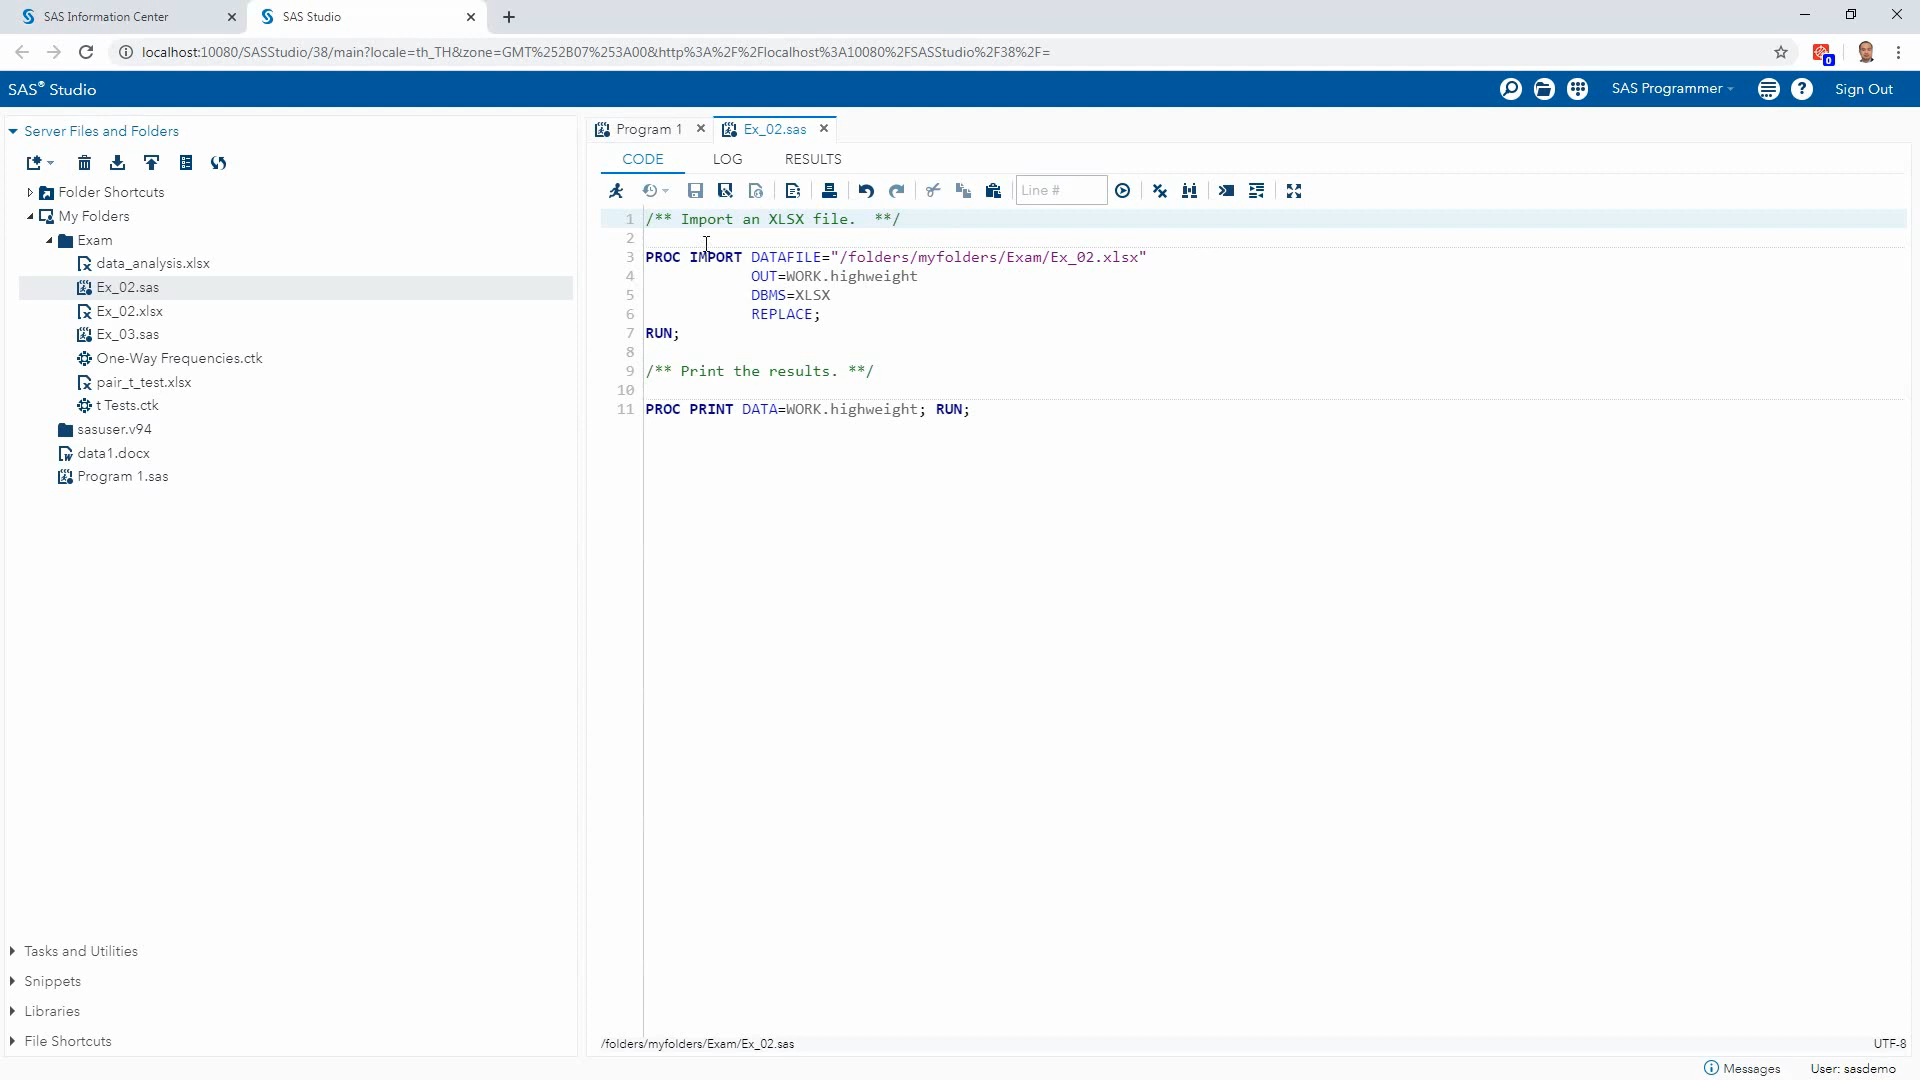 SAS Information Center
SAS Studio
localhost:10080/SASStudio/38/main?locale=th_TH&zone=GMT%252B07%253A00&http%3A%2F%2Flocalhost%3A10080%2FSASStudio%2F38%2F=
0
SAS® Studio
SAS Programmer
Sign Out
Server Files and Folders
Folder Shortcuts
My Folders
Exam
data_analysis.xlsx
Ex_02.sas
Ex_02.xlsx
Ex_03.sas
One-Way Frequencies.ctk
pair_t_test.xlsx
t Tests.ctk
sasuser.v94
data1.docx
Program 1.sas
Tasks and Utilities
Snippets
Libraries
File Shortcuts
Program 1
Ex_02.sas
CODE LOG RESULTS
Line #
1 /** Import an XLSX file.  **/
2
3 PROC IMPORT DATAFILE="/folders/myfolders/Exam/Ex_02.xlsx"
4 OUT=WORK.highweight
5 DBMS=XLSX
6 REPLACE;
7 RUN;
8
9 /** Print the results. **/
10
11 PROC PRINT DATA=WORK.highweight; RUN;
/folders/myfolders/Exam/Ex_02.sas
UTF-8
Messages
User: sasdemo